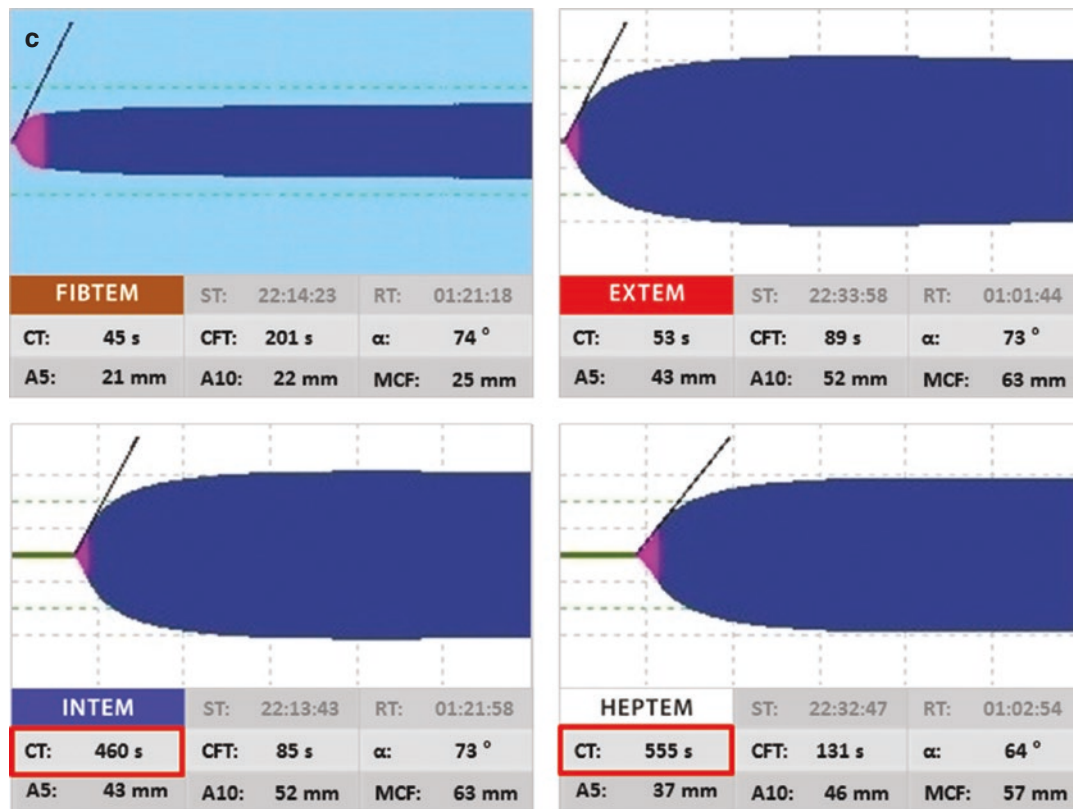 c
FIBTEM ST: 22:14:23 RT: 01:21:18
CT: 45 s CFT: 201 s α: 74 °
A5: 21 mm A10: 22 mm MCF: 25 mm
EXTEM ST: 22:33:58 RT: 01:01:44
CT: 53 s CFT: 89 s α: 73 °
A5: 43 mm A10: 52 mm MCF: 63 mm
INTEM ST: 22:13:43 RT: 01:21:58
CT: 460 s CFT: 85 s α: 73 °
A5: 43 mm A10: 52 mm MCF: 63 mm
HEPTEM ST: 22:32:47 RT: 01:02:54
CT: 555 s CFT: 131 s α: 64 °
A5: 37 mm A10: 46 mm MCF: 57 mm